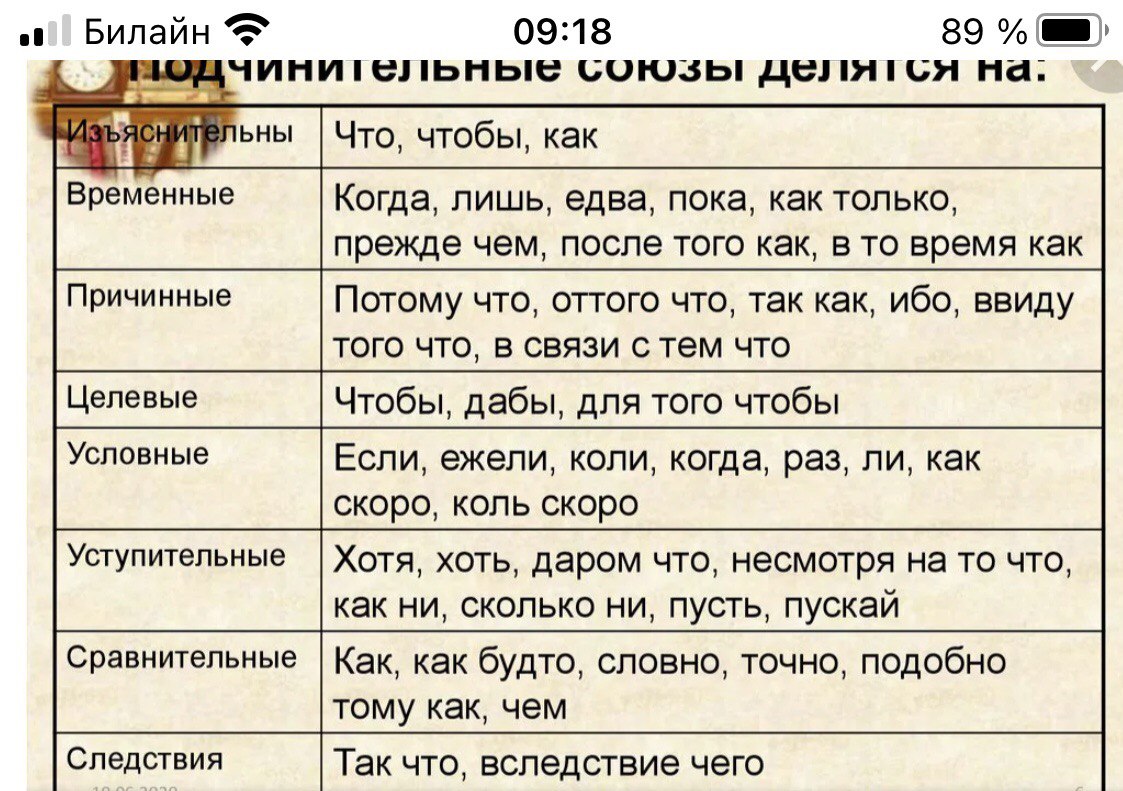 Билайн 09:18 89 %
Подчинительные союзы делятся на:
Изъяснительны Что, чтобы, как
Временные Когда, лишь, едва, пока, как только,
прежде чем, после того как, в то время как
Причинные Потому что, оттого что, так как, ибо, ввиду
того что, в связи с тем что
Целевые Чтобы, дабы, для того чтобы
Условные Если, ежели, коли, когда, раз, ли, как
скоро, коль скоро
Уступительные Хотя, хоть, даром что, несмотря на то что,
как ни, сколько ни, пусть, пускай
Сравнительные Как, как будто, словно, точно, подобно
тому как, чем
Следствия Так что, вследствие чего